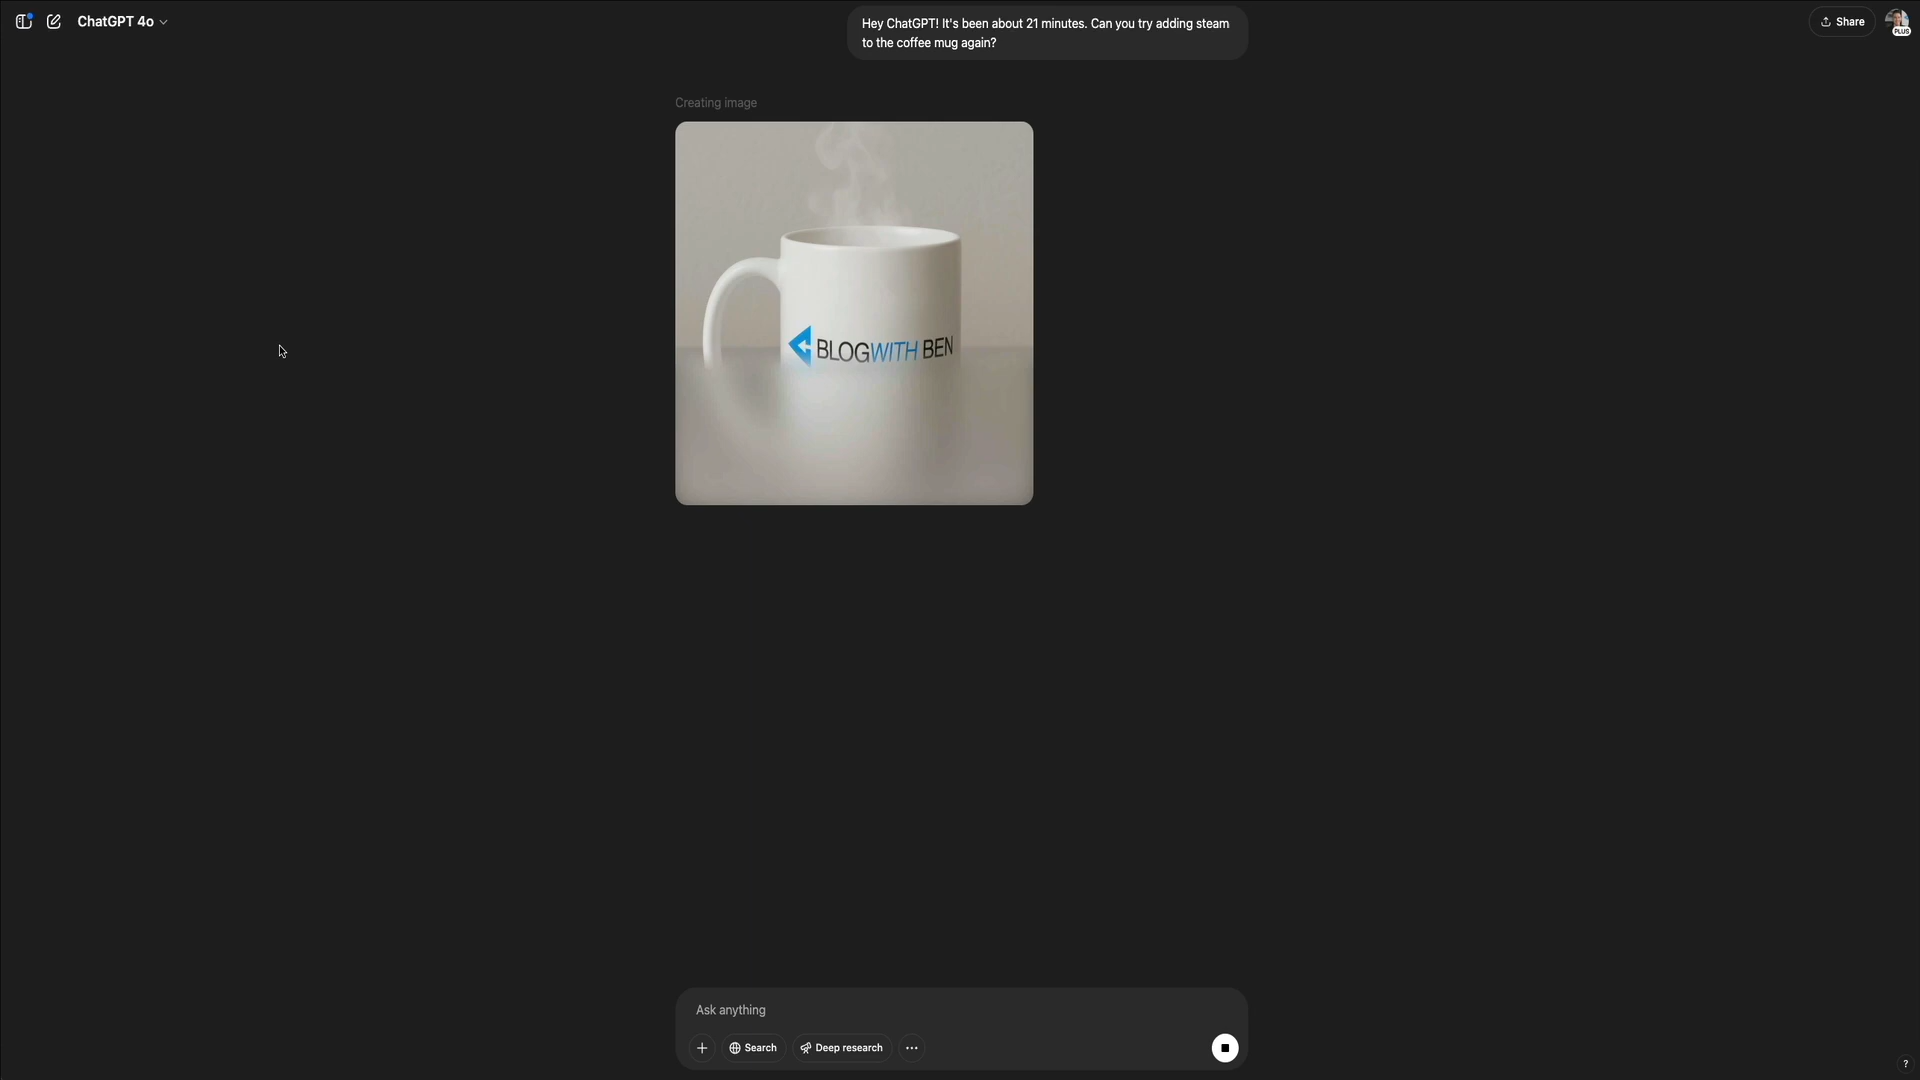 ChatGPT 4o
Hey ChatGPT! It's been about 21 minutes. Can you try adding steam
to the coffee mug again?
Share
PLUS
Creating image
BLOGWITH BEN
Ask anything
Search
Deep research
?